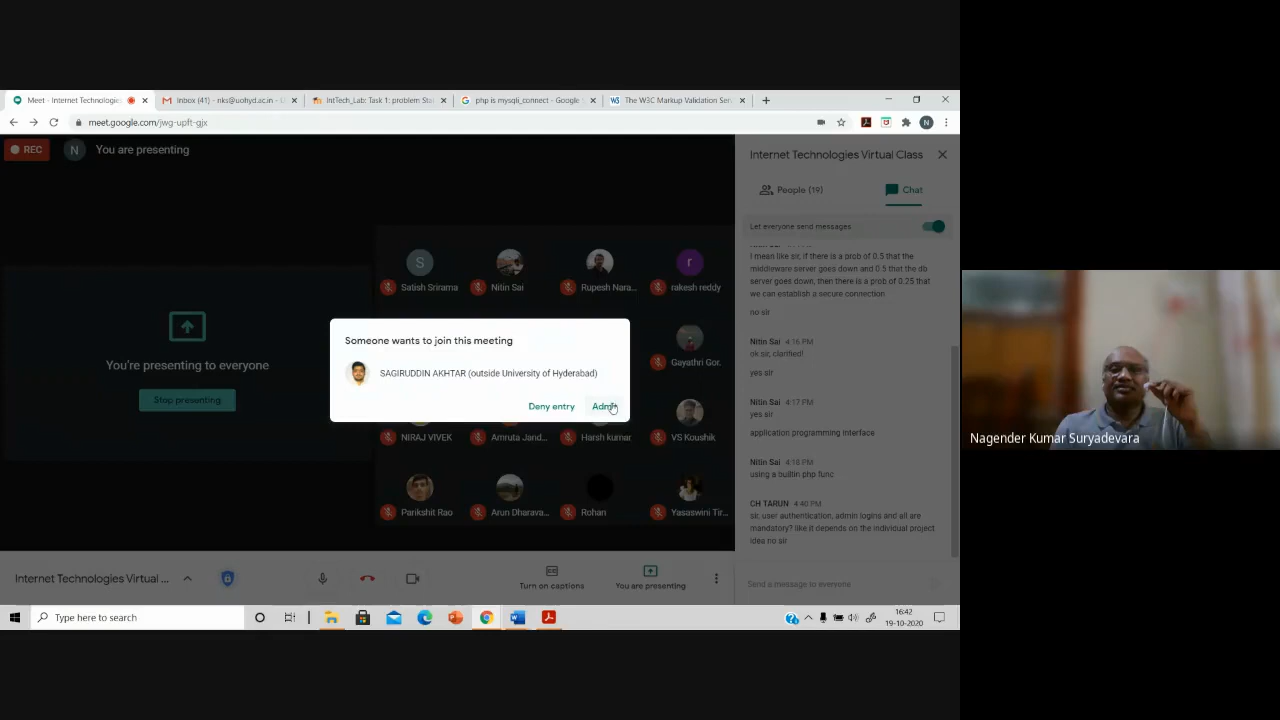 Meet - Internet Technologies
Inbox (41) - nks@uohyd.ac.in -
IntTech_Lab: Task 1: problem Sta
php is mysqli_connect - Google
The W3C Markup Validation Ser
meet.google.com/jwg-upft-gjx
REC
N
You are presenting
Internet Technologies Virtual Class
People (19)
Chat
Let everyone send messages
I mean like sir, if there is a prob of 0.5 that the
middleware server goes down and 0.5 that the db
server goes down, then there is a prob of 0.25 that
we can establish a secure connection
no sir
Nitin Sai 4:16 PM
ok sir, clarified!
yes sir
Nitin Sai 4:17 PM
yes sir
application programming interface
Nitin Sai 4:18 PM
using a builtin php func
CH TARUN 4:40 PM
sir, user authentication, admin logins and all are
mandatory? like it depends on the individual project
idea no sir
Send a message to everyone
You're presenting to everyone
Stop presenting
S
r
Satish Srirama
Nitin Sai
Rupesh Nara...
rakesh reddy
Gayathri Gor.
Someone wants to join this meeting
SAGIRUDDIN AKHTAR (outside University of Hyderabad)
Deny entry
Admit
NIRAJ VIVEK
Amruta Jand...
Harsh kumar
VS Koushik
Parikshit Rao
Arun Dharava...
Rohan
Yasaswini Tir...
Internet Technologies Virtual ...
Turn on captions
You are presenting
Type here to search
16:42
19-10-2020
Nagender Kumar Suryadevara